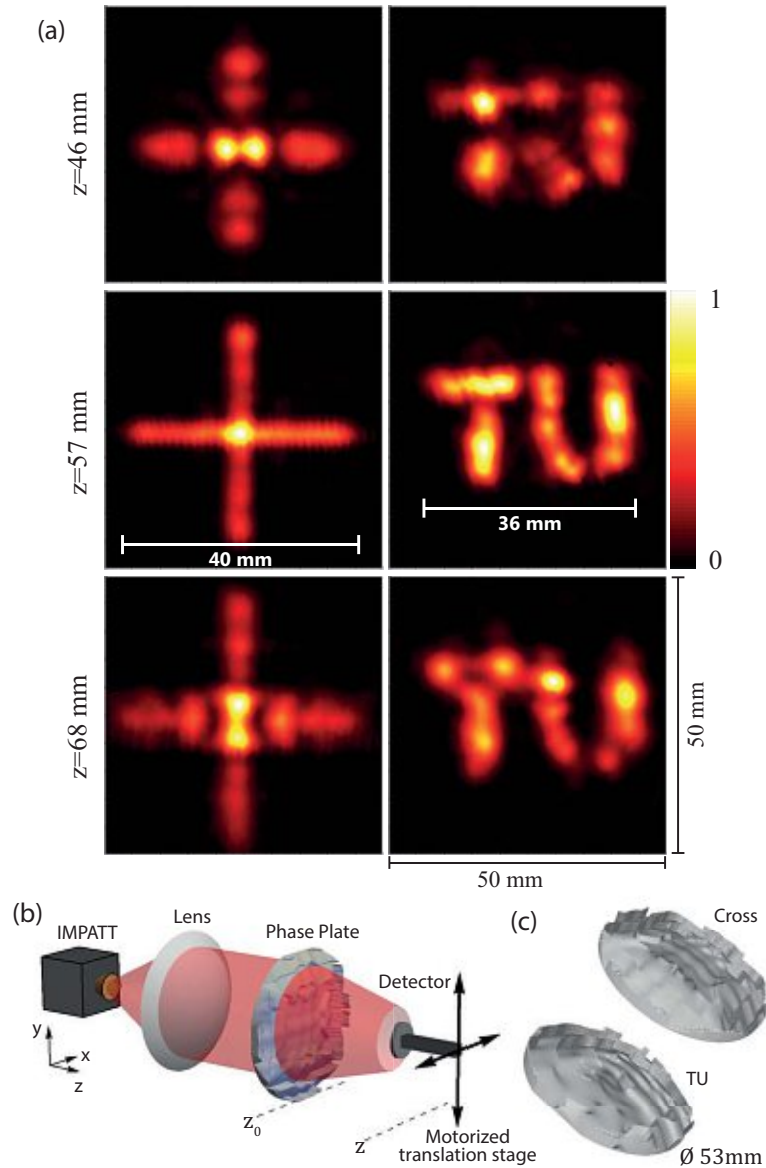 (a)
z=46 mm
z=57 mm
40 mm
36 mm
1
0
z=68 mm
50 mm
50 mm
(b)
IMPATT
Lens
Phase Plate
Detector
y
x
z
z₀
z
Motorized
translation stage
(c)
Cross
TU
Ø 53mm